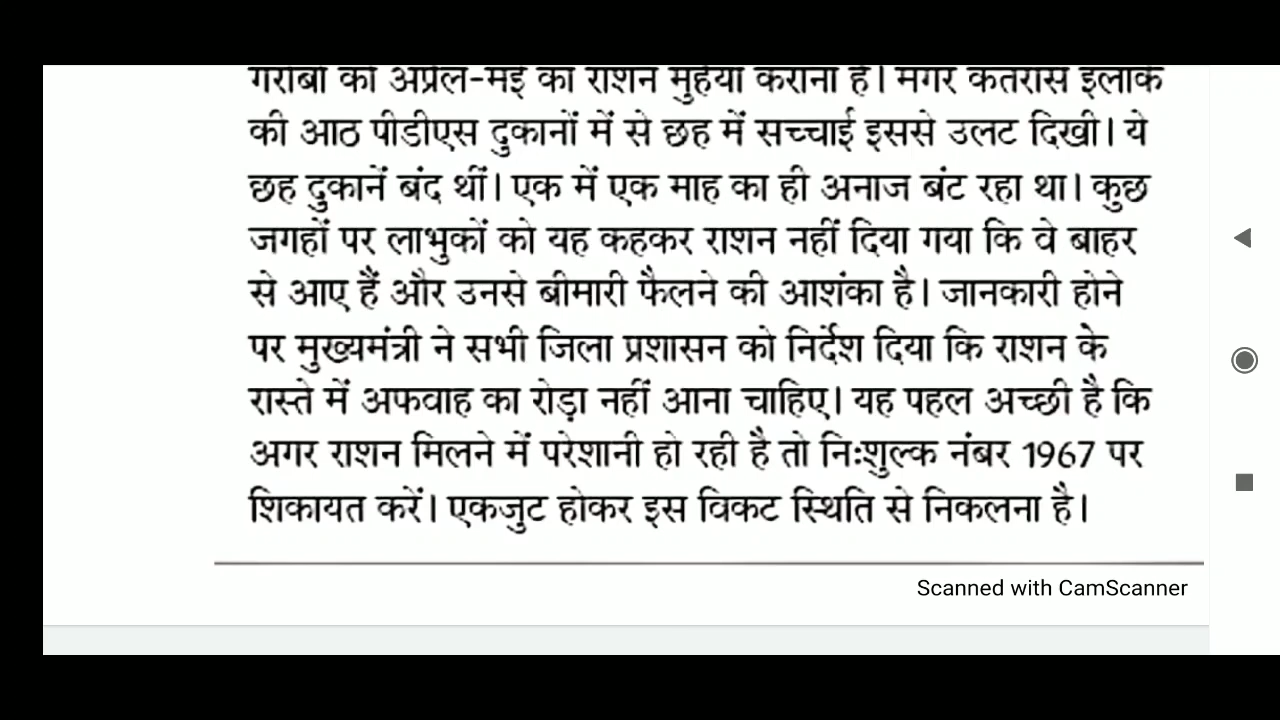 गरीबों को अप्रैल-मई का राशन मुहैया कराना है। मगर कतरास इलाके
की आठ पीडीएस दुकानों में से छह में सच्चाई इससे उलट दिखी। ये
छह दुकानें बंद थीं। एक में एक माह का ही अनाज बंट रहा था। कुछ
जगहों पर लाभुकों को यह कहकर राशन नहीं दिया गया कि वे बाहर
से आए हैं और उनसे बीमारी फैलने की आशंका है। जानकारी होने
पर मुख्यमंत्री ने सभी जिला प्रशासन को निर्देश दिया कि राशन के
रास्ते में अफवाह का रोड़ा नहीं आना चाहिए। यह पहल अच्छी है कि
अगर राशन मिलने में परेशानी हो रही है तो निःशुल्क नंबर 1967 पर
शिकायत करें। एकजुट होकर इस विकट स्थिति से निकलना है।
Scanned with CamScanner